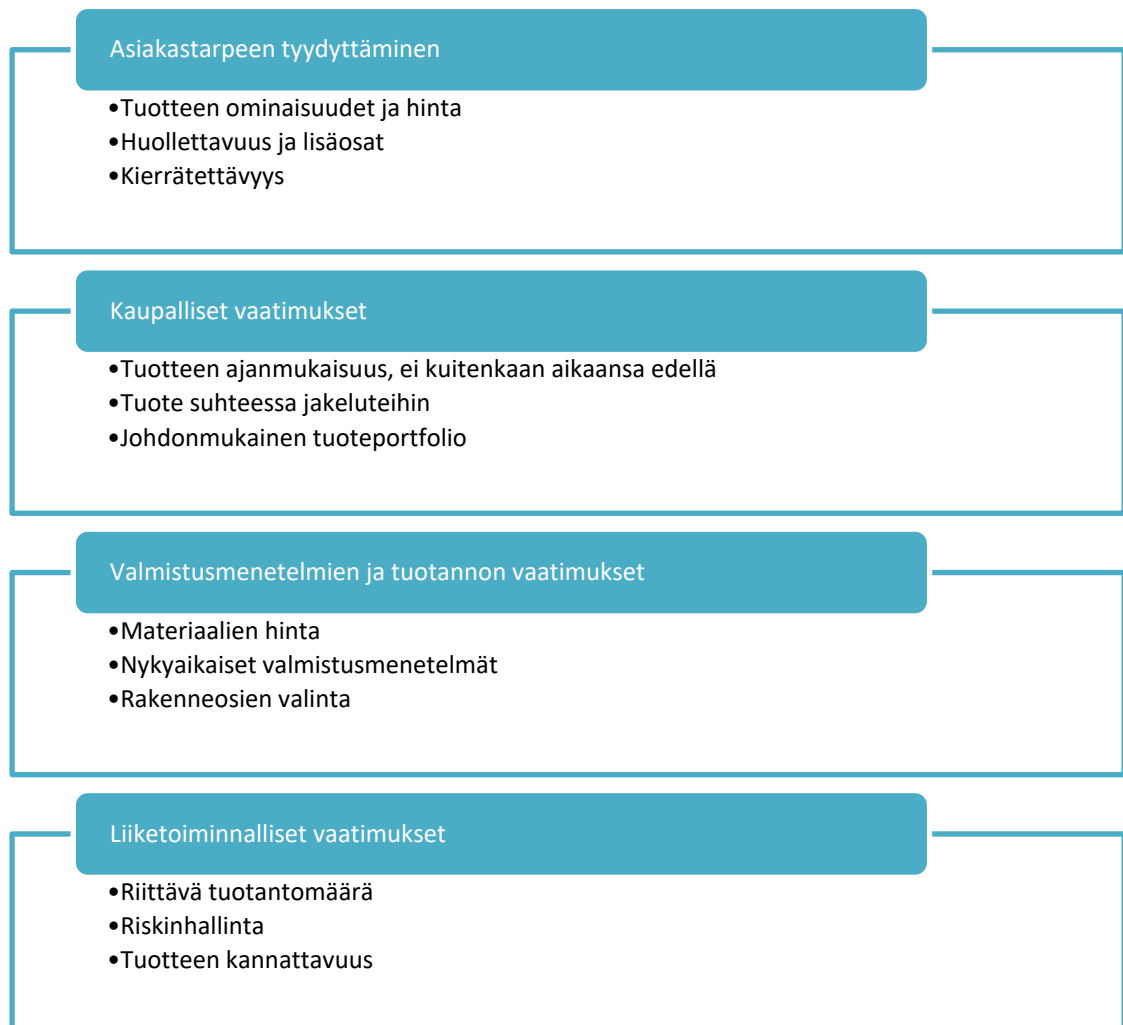 Asiakastarpeen tyydyttäminen
•Tuotteen ominaisuudet ja hinta
•Huollettavuus ja lisäosat
•Kierrätettävyys
Kaupalliset vaatimukset
•Tuotteen ajanmukaisuus, ei kuitenkaan aikaansa edellä
•Tuote suhteessa jakeluteihin
•Johdonmukainen tuoteportfolio
Valmistusmenetelmien ja tuotannon vaatimukset
•Materiaalien hinta
•Nykyaikaiset valmistusmenetelmät
•Rakenneosien valinta
Liiketoiminnalliset vaatimukset
•Riittävä tuotantomäärä
•Riskinhallinta
•Tuotteen kannattavuus